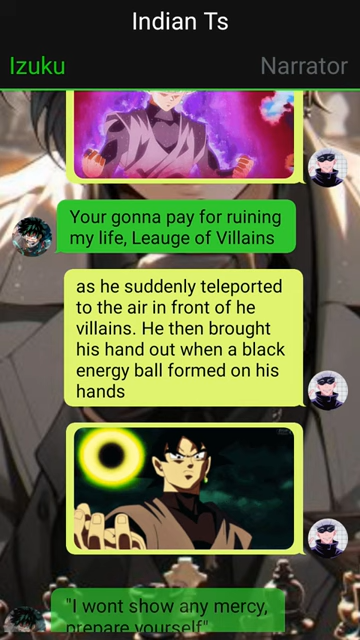 Indian Ts
Izuku
Narrator
Your gonna pay for ruining
my life, Leauge of Villains
as he suddenly teleported
to the air in front of he
villains. He then brought
his hand out when a black
energy ball formed on his
hands
"I wont show any mercy,
prepare yourself"